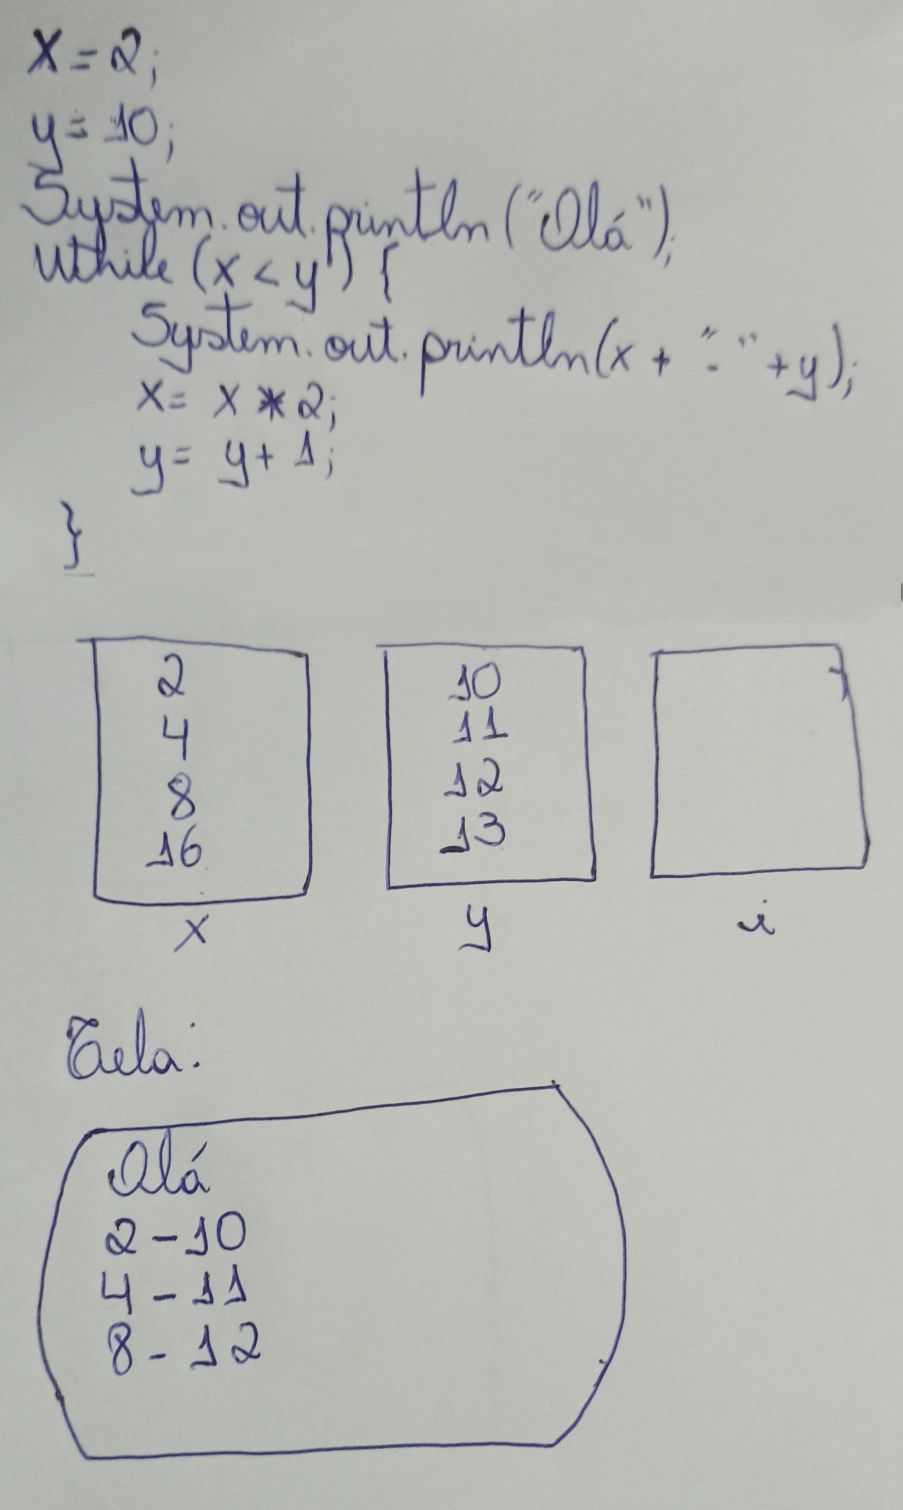 x = 2;
y = 10;
System.out.println("Olá");
While (x < y) {
System.out.println(x + "-" + y);
x = x * 2;
y = y + 1;
}
2
4
8
16
x
10
11
12
13
y
i
Tela:
Olá
2 - 10
4 - 11
8 - 12